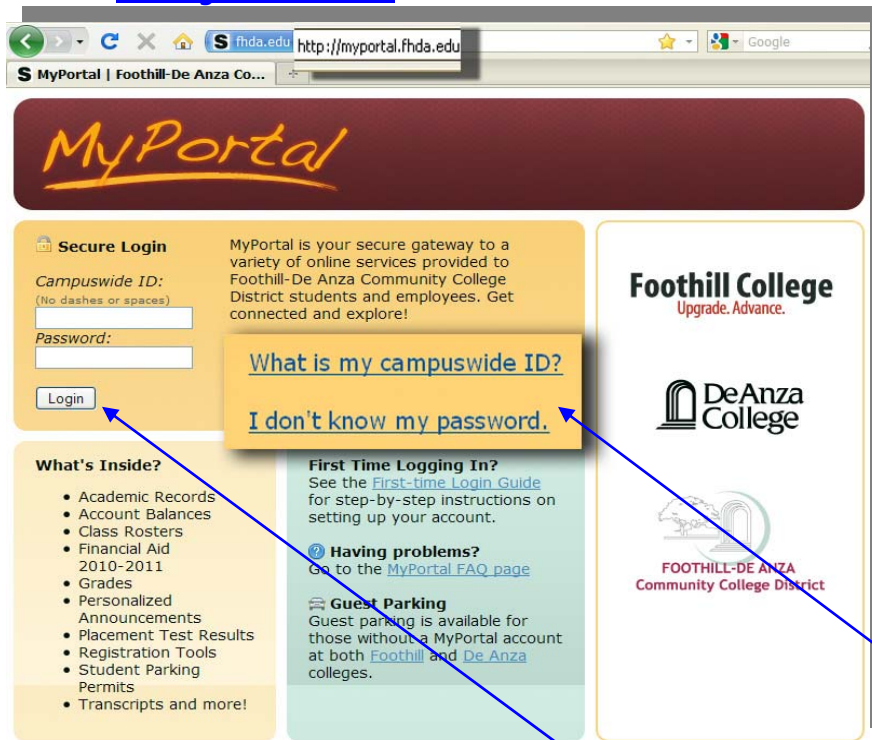 S fhda.edu
http://myportal.fhda.edu
Google
S MyPortal | Foothill-De Anza Co...
MyPortal
Secure Login
Campuswide ID:
(No dashes or spaces)
Password:
Login
MyPortal is your secure gateway to a
variety of online services provided to
Foothill-De Anza Community College
District students and employees. Get
connected and explore!
What is my campuswide ID?
I don't know my password.
What's Inside?
• Academic Records
• Account Balances
• Class Rosters
• Financial Aid
2010-2011
• Grades
• Personalized
Announcements
• Placement Test Results
• Registration Tools
• Student Parking
Permits
• Transcripts and more!
First Time Logging In?
See the First-time Login Guide
for step-by-step instructions on
setting up your account.
? Having problems?
Go to the MyPortal FAQ page
Guest Parking
Guest parking is available for
those without a MyPortal account
at both Foothill and De Anza
colleges.
Foothill College
Upgrade. Advance.
DeAnza
College
FOOTHILL-DE ANZA
Community College District